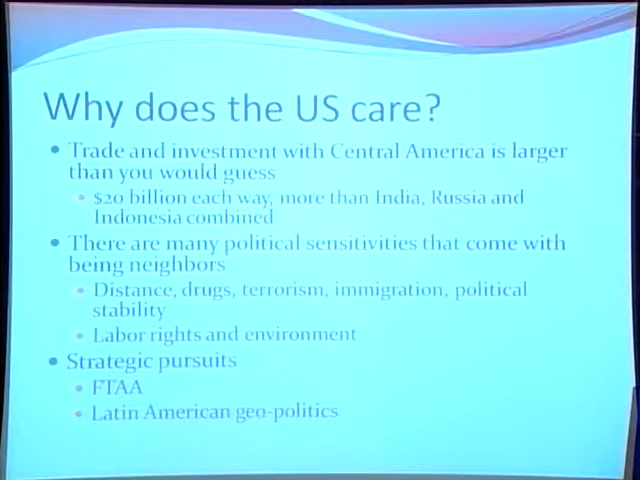 Why does the US care?
• Trade and investment with Central America is larger
than you would guess
• $20 billion each way, more than India, Russia and
Indonesia combined
• There are many political sensitivities that come with
being neighbors
• Distance, drugs, terrorism, immigration, political
stability
• Labor rights and environment
• Strategic pursuits
• FTAA
• Latin American geo-politics